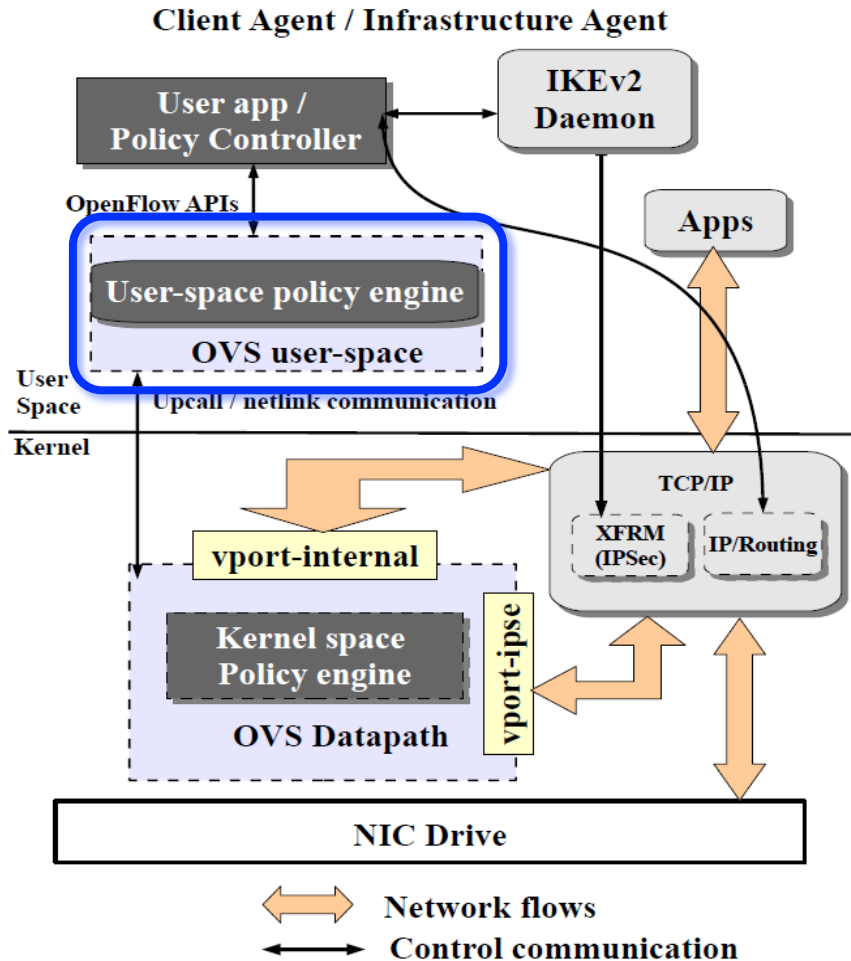 Client Agent / Infrastructure Agent
User app /
Policy Controller
IKEv2
Daemon
OpenFlow APIs
Apps
User-space policy engine
OVS user-space
User
Space
Upcall / netlink communication
Kernel
TCP/IP
XFRM
(IPSec)
IP/Routing
vport-internal
Kernel space
Policy engine
vport-ipse
OVS Datapath
NIC Drive
Network flows
Control communication